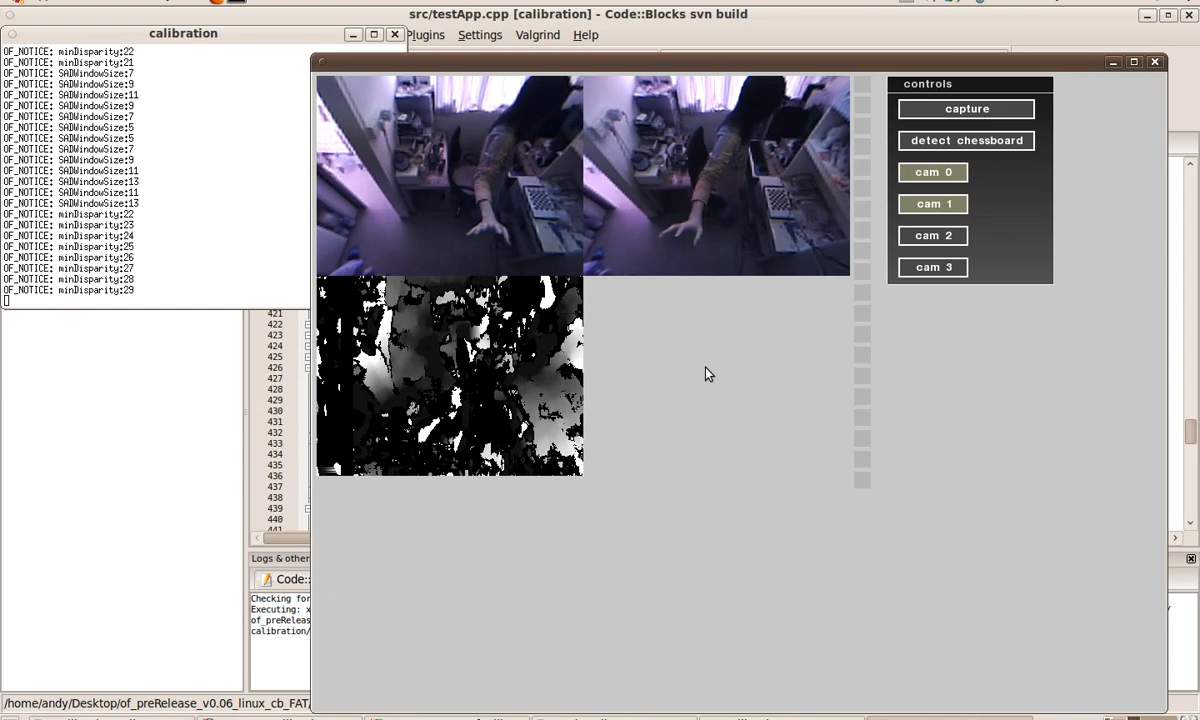 src/testApp.cpp [calibration] - Code::Blocks svn build
calibration
Plugins Settings Valgrind Help
OF_NOTICE: minDisparity:22
OF_NOTICE: minDisparity:21
OF_NOTICE: SADWindowSize:7
OF_NOTICE: SADWindowSize:9
OF_NOTICE: SADWindowSize:11
OF_NOTICE: SADWindowSize:9
OF_NOTICE: SADWindowSize:7
OF_NOTICE: SADWindowSize:5
OF_NOTICE: SADWindowSize:5
OF_NOTICE: SADWindowSize:7
OF_NOTICE: SADWindowSize:9
OF_NOTICE: SADWindowSize:11
OF_NOTICE: SADWindowSize:13
OF_NOTICE: SADWindowSize:11
OF_NOTICE: SADWindowSize:13
OF_NOTICE: minDisparity:22
OF_NOTICE: minDisparity:23
OF_NOTICE: minDisparity:24
OF_NOTICE: minDisparity:25
OF_NOTICE: minDisparity:26
OF_NOTICE: minDisparity:27
OF_NOTICE: minDisparity:28
OF_NOTICE: minDisparity:29
controls
capture
detect chessboard
cam 0
cam 1
cam 2
cam 3
421
422
423
424
425
426
427
428
429
430
431
432
433
434
435
436
437
438
439
440
441
Logs & other
Code::
Checking for
Executing: x
of_preReleas
calibration/
/home/andy/Desktop/of_preRelease_v0.06_linux_cb_FAT/